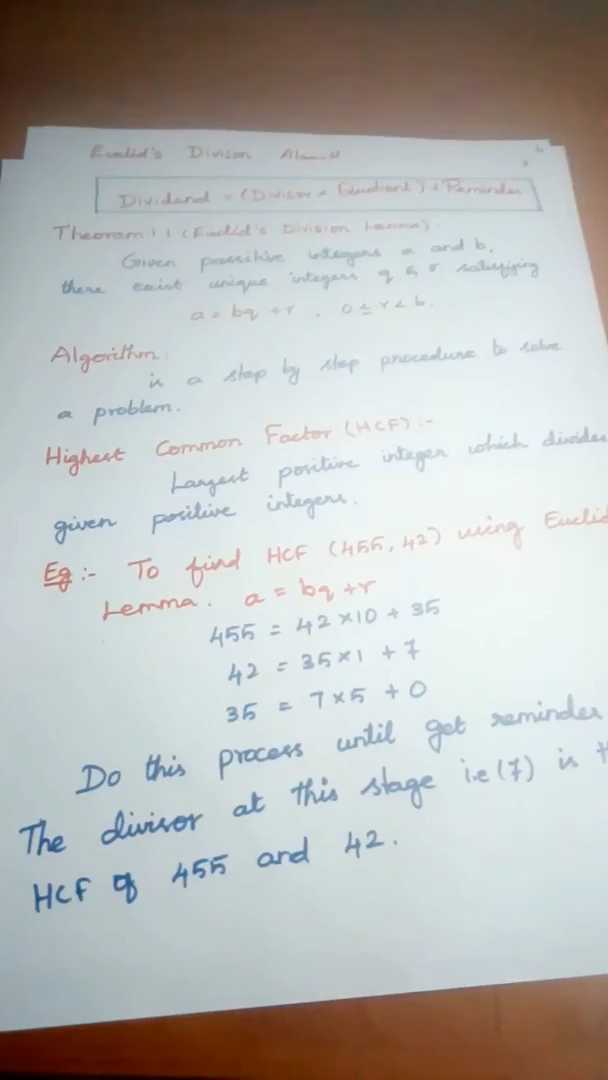 Euclid's Divison
Dividend = (Divisor × Quotient) + Reminder
Theorem 1.1 (Euclid's Division Lemma)
Given possitive integers a and b,
there exist unique integers q & r satisfying
a = bq + r , 0 ≤ r < b.
Algorithm:
is a step by step procedure to solve
a problem.
Highest Common Factor (HCF) :-
Largest positive integer which divides
given positive integers.
Eg :- To find HCF (455, 42) using Euclid
Lemma. a = bq + r
455 = 42 × 10 + 35
42 = 35 × 1 + 7
35 = 7 × 5 + 0
Do this process until get reminder
The divisor at this stage i.e (7) is
HCF of 455 and 42.